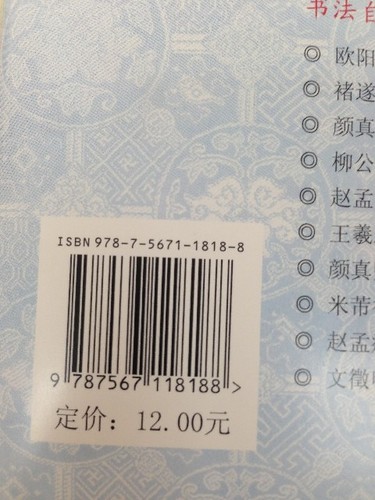 书法自
◎ 欧阳
◎ 褚遂
◎ 颜真
◎ 柳公
◎ 赵孟
◎ 王羲
◎ 颜真
◎ 米芾
◎ 赵孟
◎ 文徵
ISBN 978-7-5671-1818-8
9 787567 118188 >
定价：12.00元